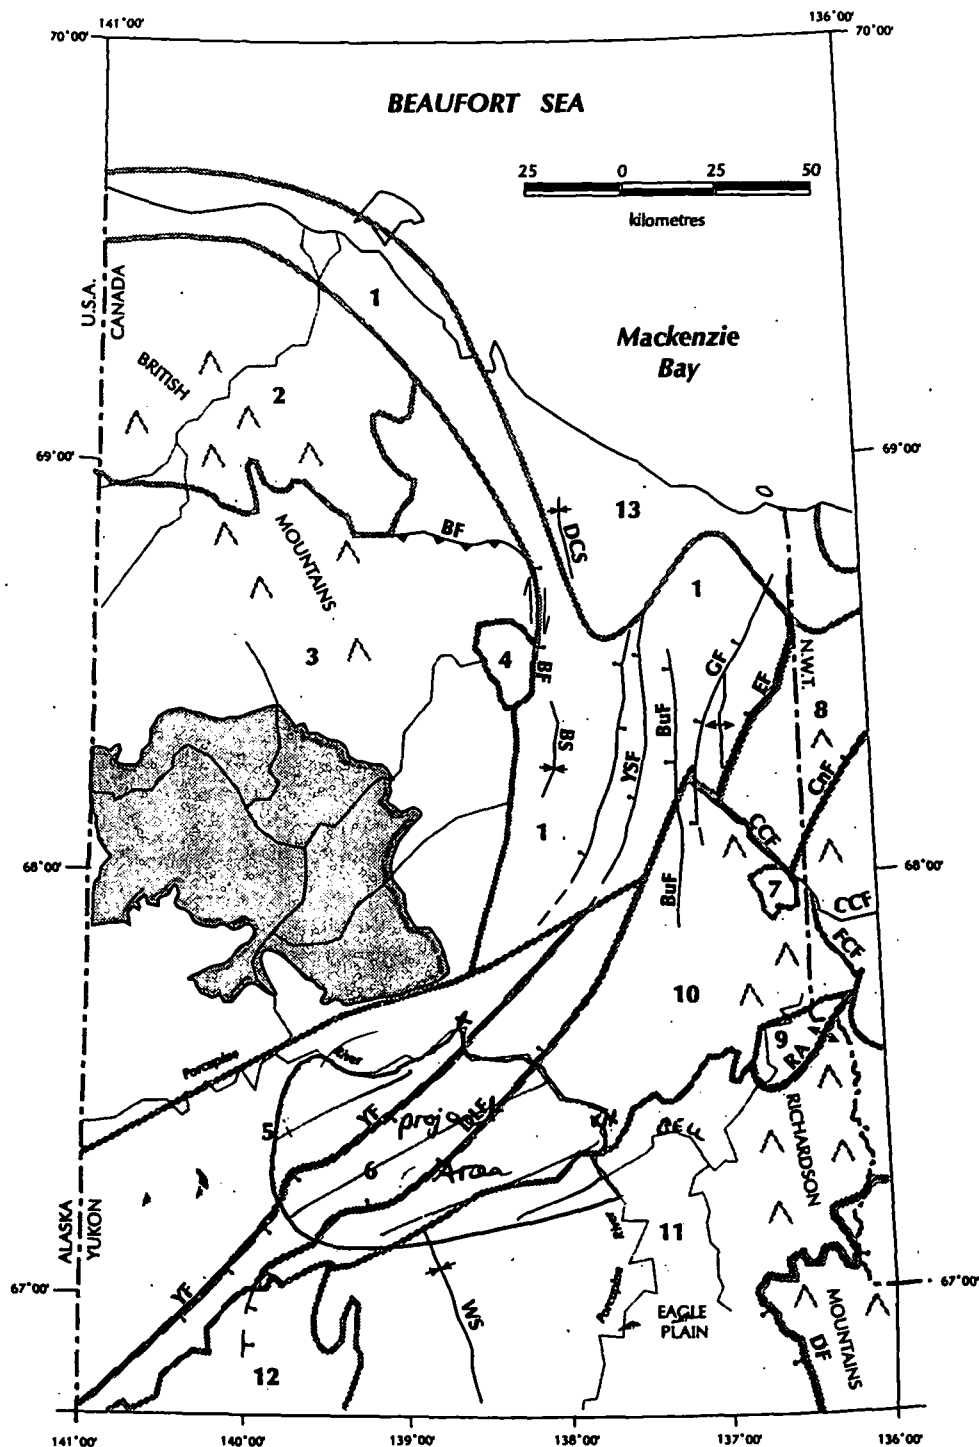 141°00'
136°00'
70°00'
70°00'
BEAUFORT SEA
25 0 25 50
kilometres
U.S.A.
CANADA
1
Mackenzie
Bay
BRITISH
2
69°00'
69°00'
13
MOUNTAINS
BF
DCS
1
3
4
BF
GF
EF
N.W.T.
8
BuF
BS
YSF
CnF
1
CCF
68°00'
68°00'
7
BuF
CCF
FCF
10
9
RA
Porcupine
River
5
YF
proj
DLF
BELL
RICHARDSON
6
Area
ALASKA
YUKON
11
River
67°00'
67°00'
YF
WS
Porcupine
EAGLE
PLAIN
MOUNTAINS
DF
12
141°00'
140°00'
139°00'
138°00'
137°00'
136°00'